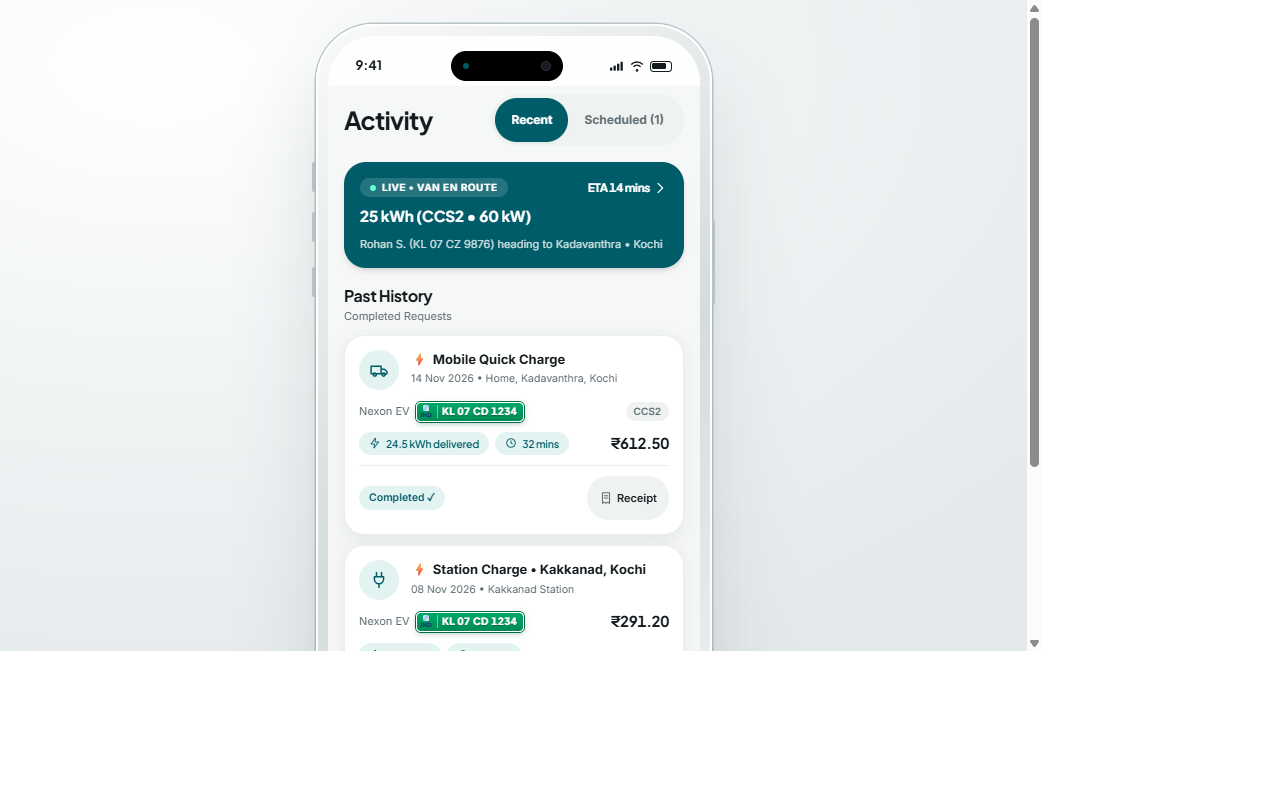 9:41
Activity
Recent
Scheduled (1)
LIVE • VAN EN ROUTE
ETA 14 mins
25 kWh (CCS2 • 60 kW)
Rohan S. (KL 07 CZ 9876) heading to Kadavanthra • Kochi
Past History
Completed Requests
Mobile Quick Charge
14 Nov 2026 • Home, Kadavanthra, Kochi
Nexon EV IND KL 07 CD 1234 CCS2
24.5 kWh delivered 32 mins ₹612.50
Completed ✓ Receipt
Station Charge • Kakkanad, Kochi
08 Nov 2026 • Kakkanad Station
Nexon EV IND KL 07 CD 1234 ₹291.20